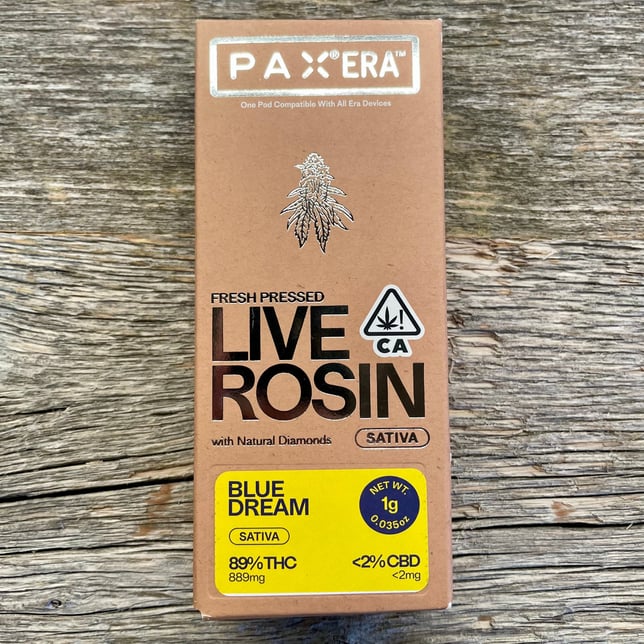 PAX® ERA™
One Pod Compatible With All Era Devices
FRESH PRESSED
LIVE
ROSIN
!
CA
with Natural Diamonds
SATIVA
BLUE
DREAM
SATIVA
NET WT.
1g
0.035oz
89% THC
889mg
<2% CBD
<2mg